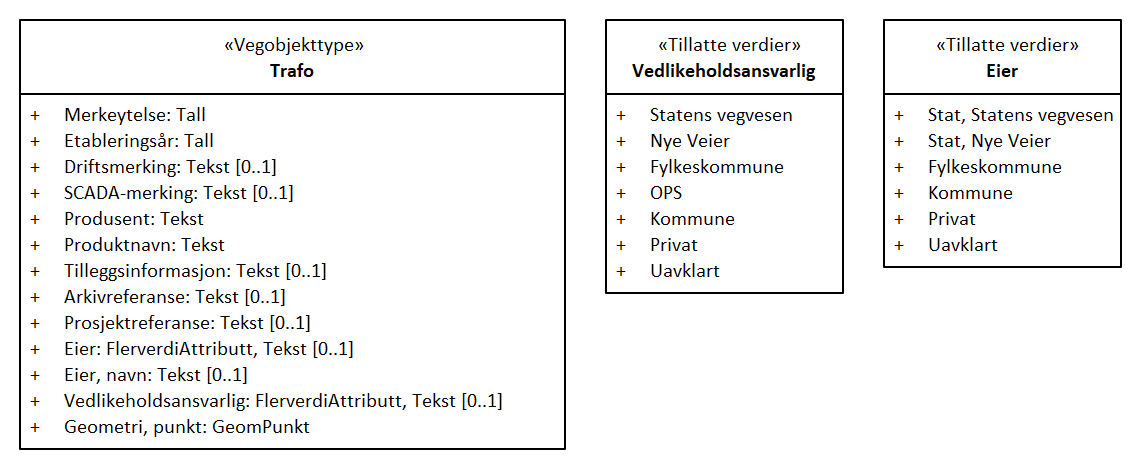 «Vegobjekttype»
Trafo
+ Merkeytelse: Tall
+ Etableringsår: Tall
+ Driftsmerking: Tekst [0..1]
+ SCADA-merking: Tekst [0..1]
+ Produsent: Tekst
+ Produktnavn: Tekst
+ Tilleggsinformasjon: Tekst [0..1]
+ Arkivreferanse: Tekst [0..1]
+ Prosjektreferanse: Tekst [0..1]
+ Eier: FlerverdiAttributt, Tekst [0..1]
+ Eier, navn: Tekst [0..1]
+ Vedlikeholdsansvarlig: FlerverdiAttributt, Tekst [0..1]
+ Geometri, punkt: GeomPunkt
«Tillatte verdier»
Vedlikeholdsansvarlig
+ Statens vegvesen
+ Nye Veier
+ Fylkeskommune
+ OPS
+ Kommune
+ Privat
+ Uavklart
«Tillatte verdier»
Eier
+ Stat, Statens vegvesen
+ Stat, Nye Veier
+ Fylkeskommune
+ Kommune
+ Privat
+ Uavklart